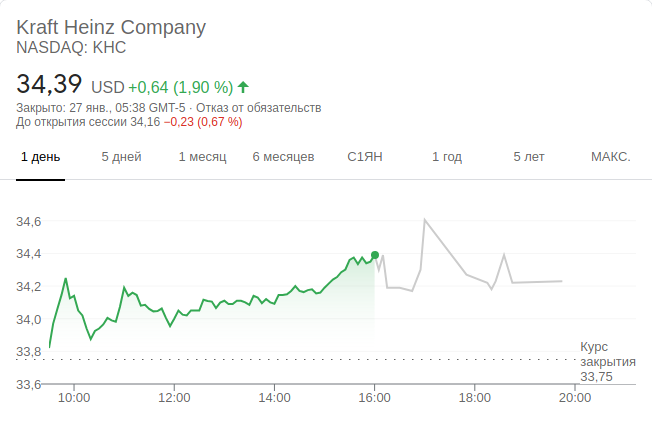 Kraft Heinz Company
NASDAQ: KHC
34,39 USD +0,64 (1,90 %)
Закрыто: 27 янв., 05:38 GMT-5 · Отказ от обязательств
До открытия сессии 34,16 −0,23 (0,67 %)
1 день 5 дней 1 месяц 6 месяцев С1ЯН 1 год 5 лет МАКС.
34,6
34,4
34,2
34,0
33,8
33,6
Курс
закрытия
33,75
10:00 12:00 14:00 16:00 18:00 20:00